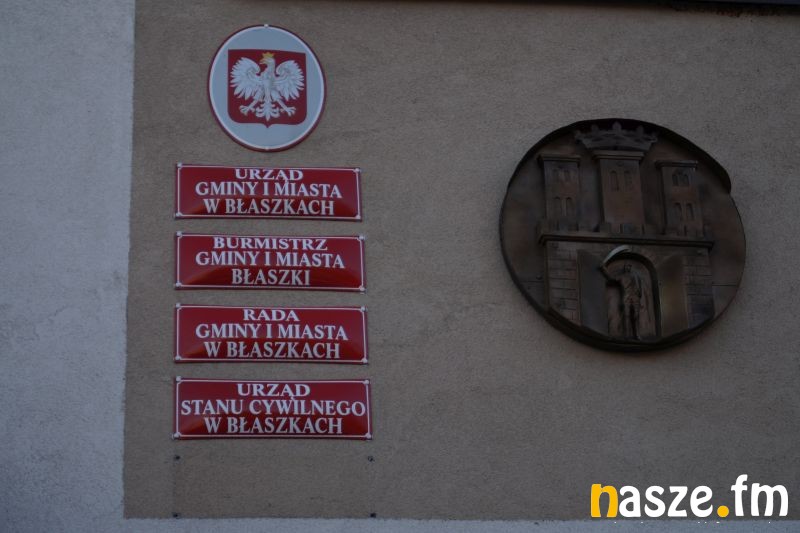 URZĄD
GMINY I MIASTA
W BŁASZKACH
BURMISTRZ
GMINY I MIASTA
BŁASZKI
RADA
GMINY I MIASTA
W BŁASZKACH
URZĄD
STANU CYWILNEGO
W BŁASZKACH
nasze.fm